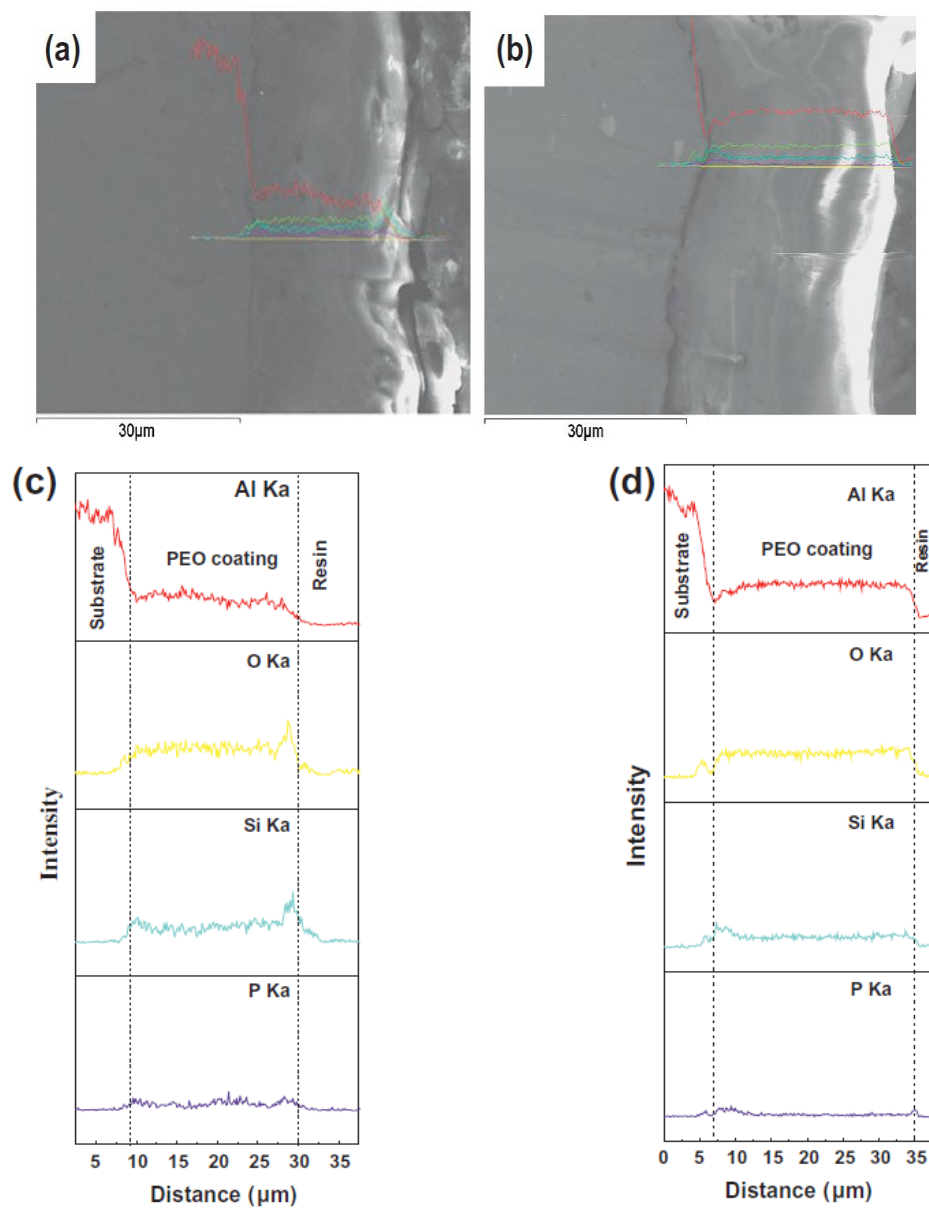 (a)
(b)
30μm
30μm
(c)
Al Ka
Substrate
PEO coating
Resin
O Ka
Si Ka
P Ka
Intensity
5 10 15 20 25 30 35
Distance (μm)
(d)
Al Ka
Substrate
PEO coating
Resin
O Ka
Si Ka
P Ka
Intensity
0 5 10 15 20 25 30 35
Distance (μm)